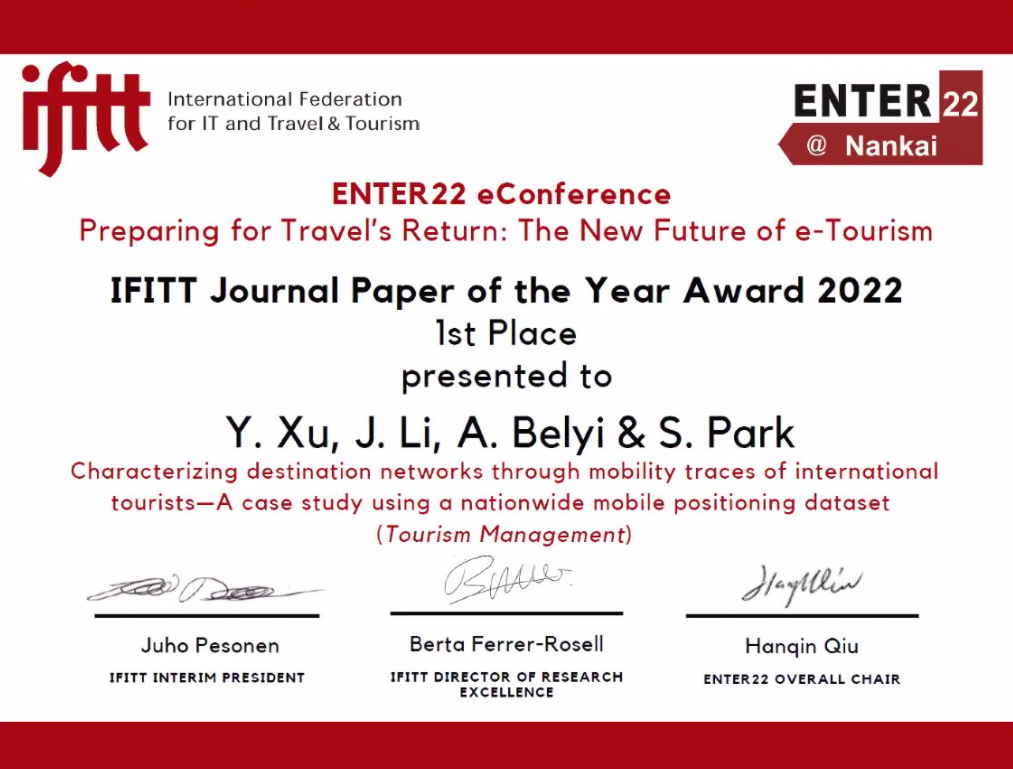 ifitt
International Federation
for IT and Travel & Tourism
ENTER 22
@ Nankai
ENTER22 eConference
Preparing for Travel's Return: The New Future of e-Tourism
IFITT Journal Paper of the Year Award 2022
1st Place
presented to
Y. Xu, J. Li, A. Belyi & S. Park
Characterizing destination networks through mobility traces of international
tourists—A case study using a nationwide mobile positioning dataset
(Tourism Management)
Juho Pesonen
IFITT INTERIM PRESIDENT
Berta Ferrer-Rosell
IFITT DIRECTOR OF RESEARCH
EXCELLENCE
Hanqin Qiu
ENTER22 OVERALL CHAIR